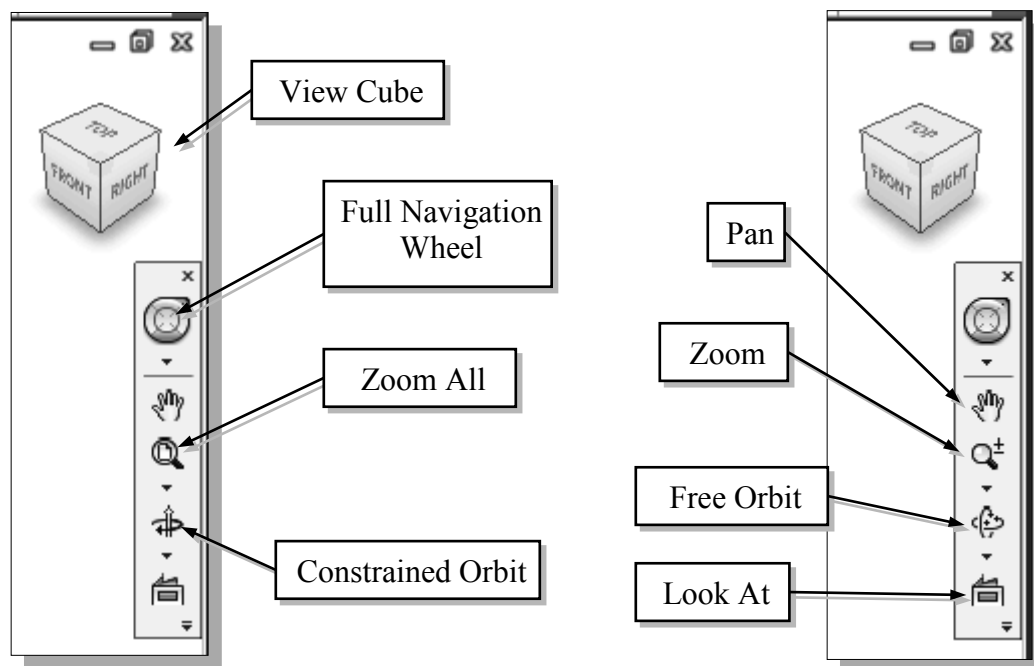 View Cube
TOP
FRONT
RIGHT
Full Navigation
Wheel
Zoom All
Constrained Orbit
TOP
FRONT
RIGHT
Pan
Zoom
Free Orbit
Look At